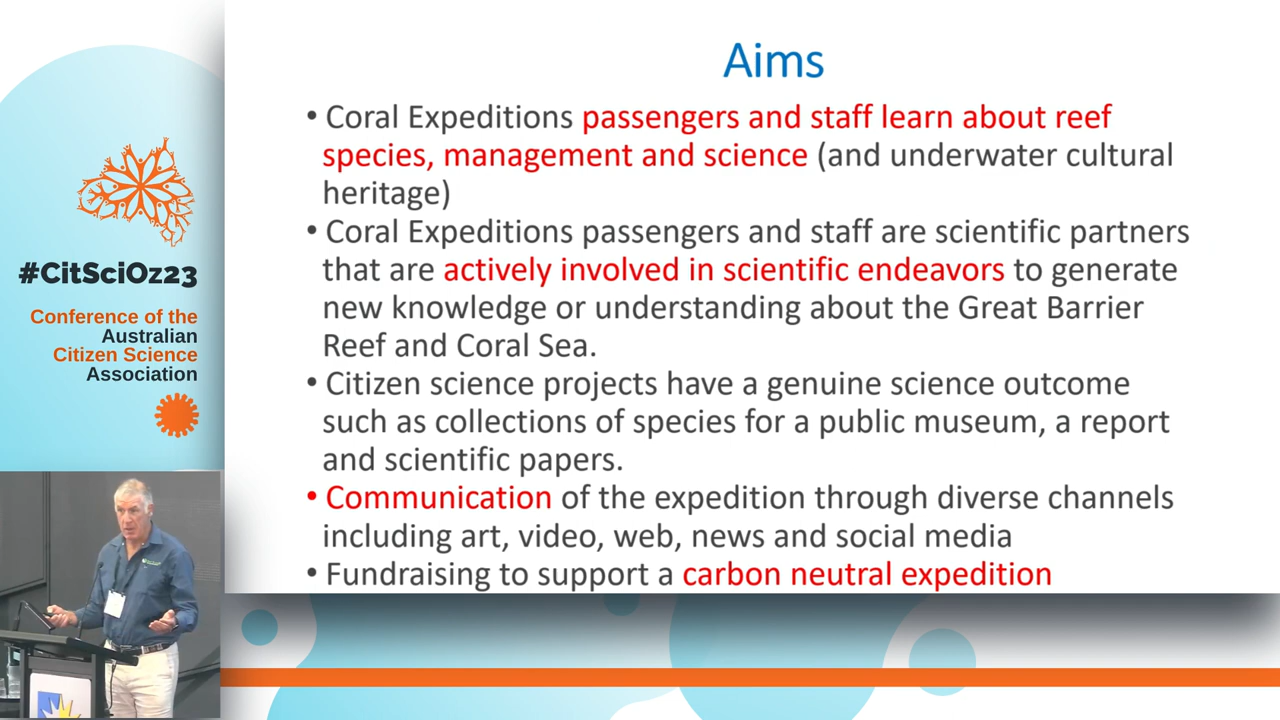 Aims
• Coral Expeditions passengers and staff learn about reef
species, management and science (and underwater cultural
heritage)
• Coral Expeditions passengers and staff are scientific partners
that are actively involved in scientific endeavors to generate
new knowledge or understanding about the Great Barrier
Reef and Coral Sea.
• Citizen science projects have a genuine science outcome
such as collections of species for a public museum, a report
and scientific papers.
• Communication of the expedition through diverse channels
including art, video, web, news and social media
• Fundraising to support a carbon neutral expedition
#CitSciOz23
Conference of the
Australian
Citizen Science
Association